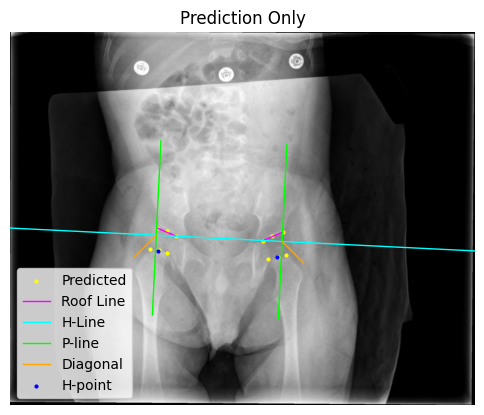 Prediction Only
Predicted
Roof Line
H-Line
P-line
Diagonal
H-point